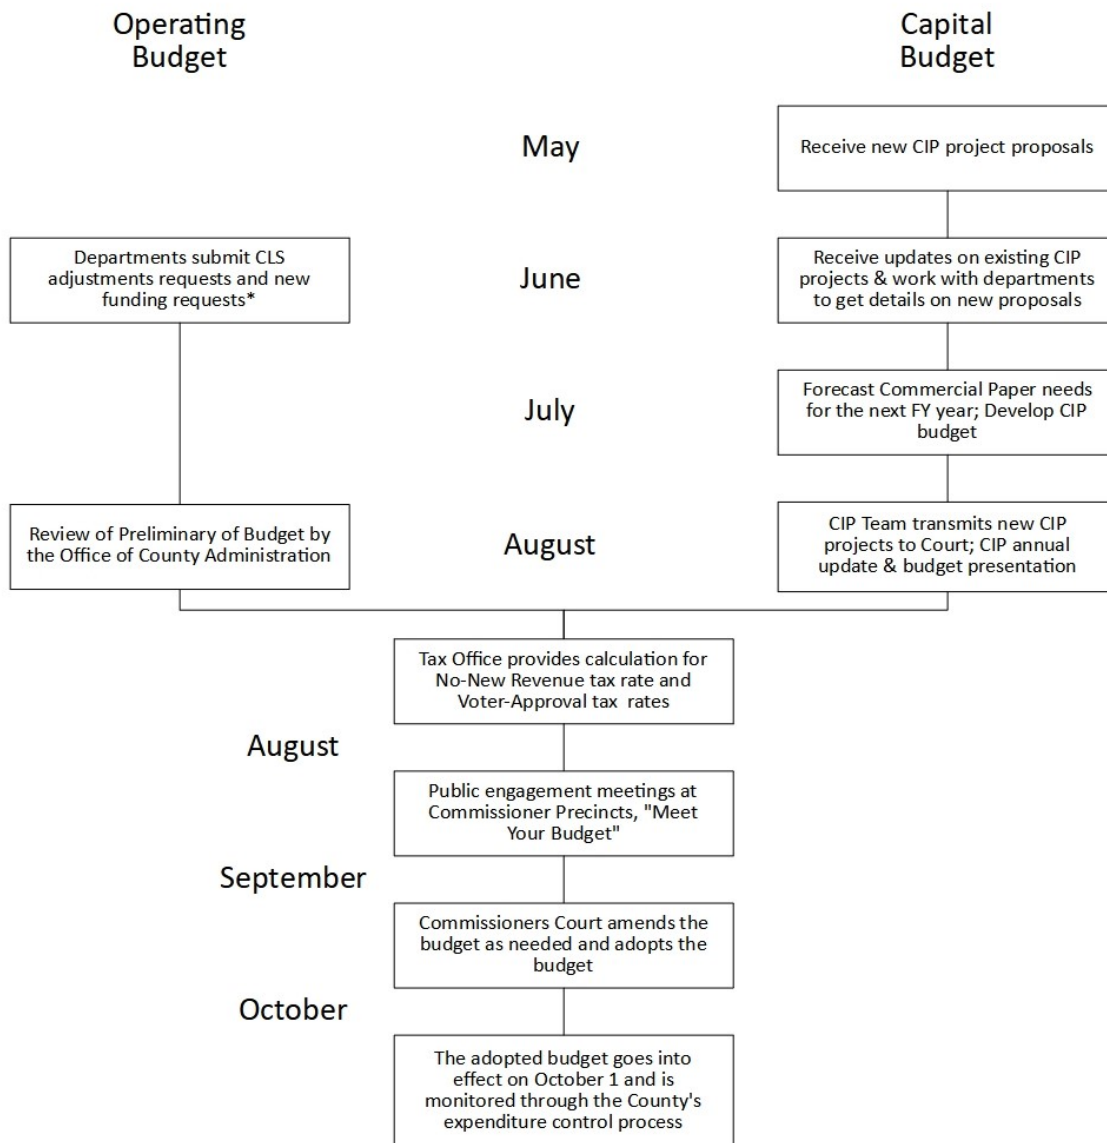 Operating
Budget
Capital
Budget
May
Receive new CIP project proposals
Departments submit CLS
adjustments requests and new
funding requests*
June
Receive updates on existing CIP
projects & work with departments
to get details on new proposals
July
Forecast Commercial Paper needs
for the next FY year; Develop CIP
budget
Review of Preliminary of Budget by
the Office of County Administration
August
CIP Team transmits new CIP
projects to Court; CIP annual
update & budget presentation
Tax Office provides calculation for
No-New Revenue tax rate and
Voter-Approval tax rates
August
Public engagement meetings at
Commissioner Precincts, "Meet
Your Budget"
September
Commissioners Court amends the
budget as needed and adopts the
budget
October
The adopted budget goes into
effect on October 1 and is
monitored through the County's
expenditure control process